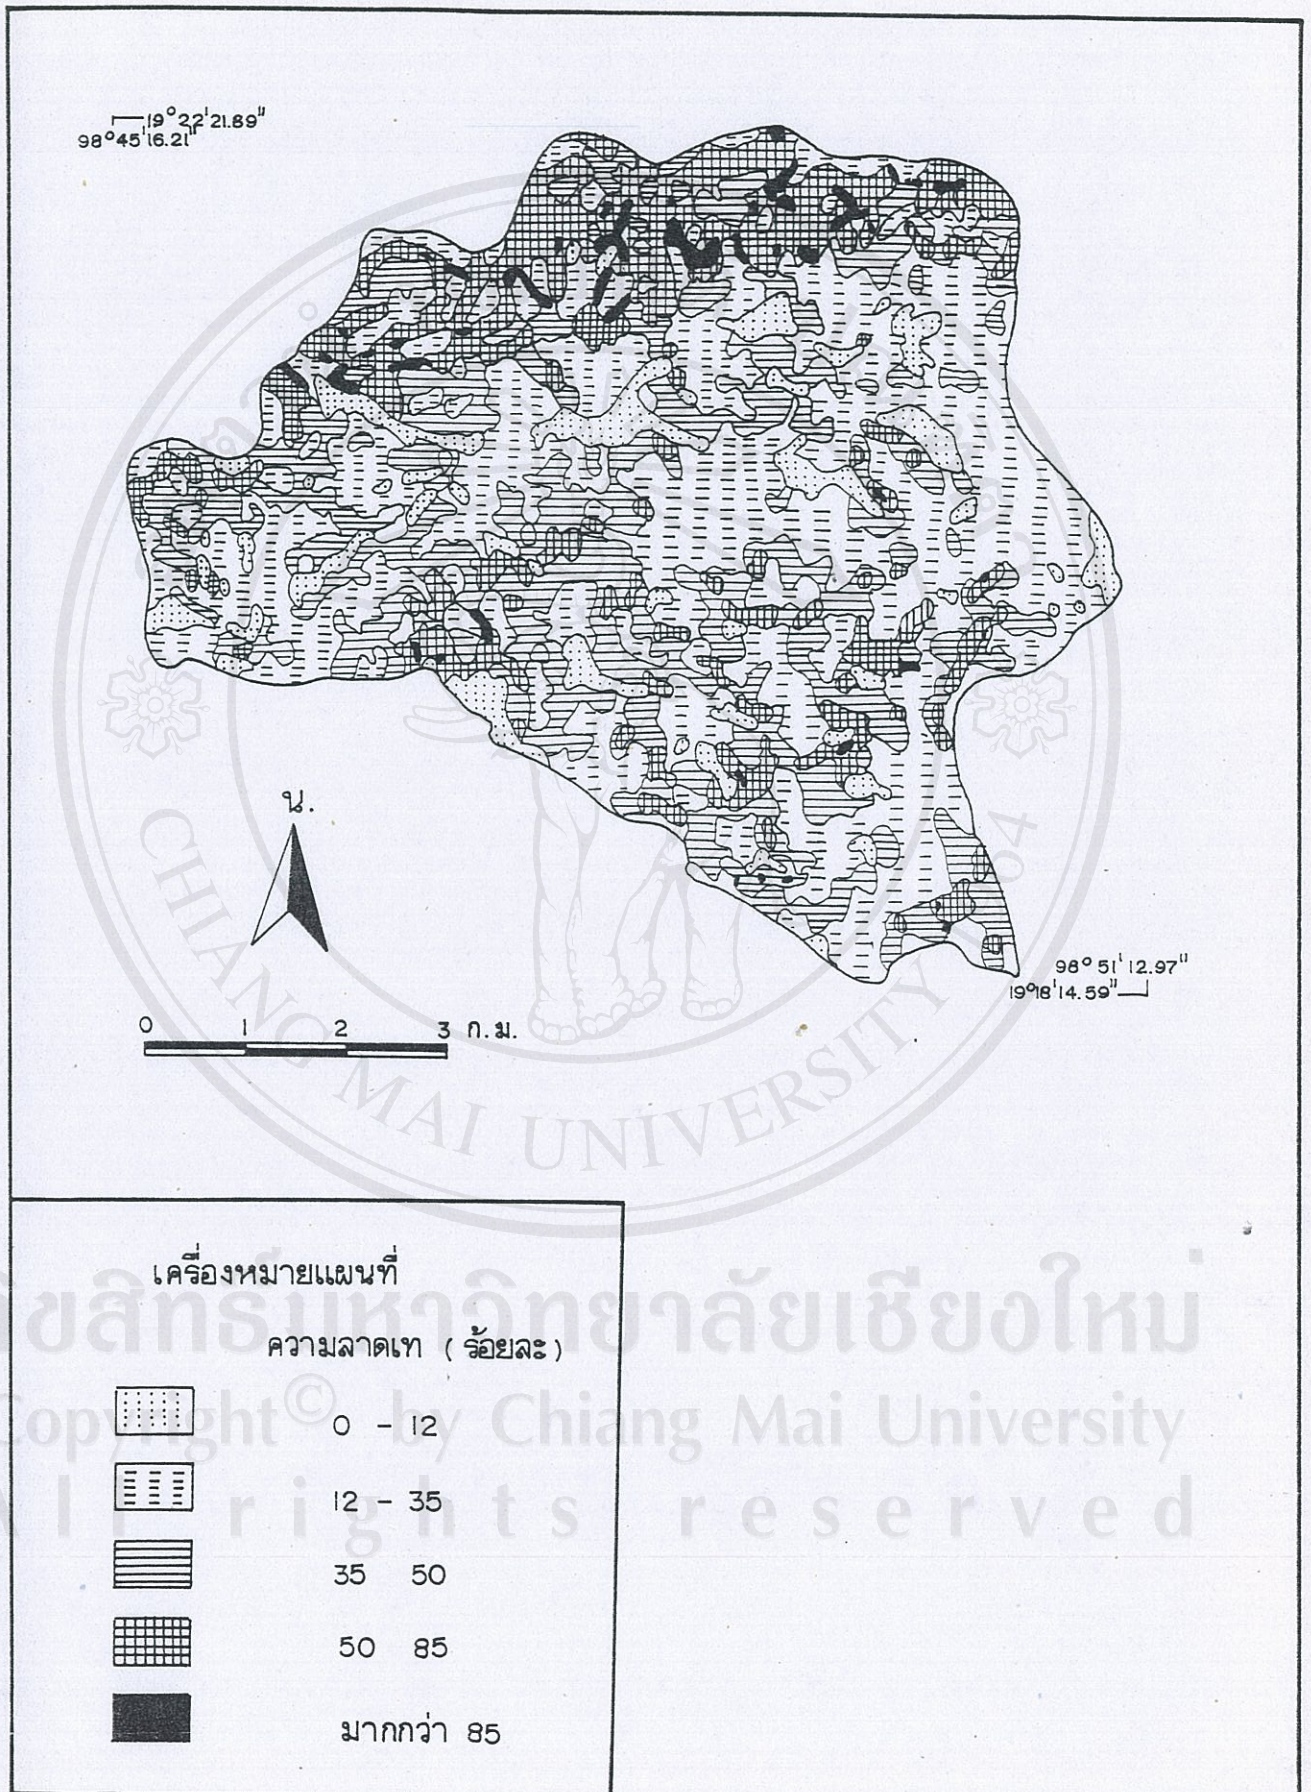 19°22'21.89"
98°45'16.21"
น.
98°51'12.97"
19°18'14.59"
0 1 2 3 ก.ม.
CHIANG MAI UNIVERSITY 1964
เครื่องหมายแผนที่
ความลาดเท (ร้อยละ)
0 - 12
12 - 35
35 50
50 85
มากกว่า 85
ขสิทธิ์มหาวิทยาลัยเชียงใหม่
Copyright © by Chiang Mai University
All rights reserved